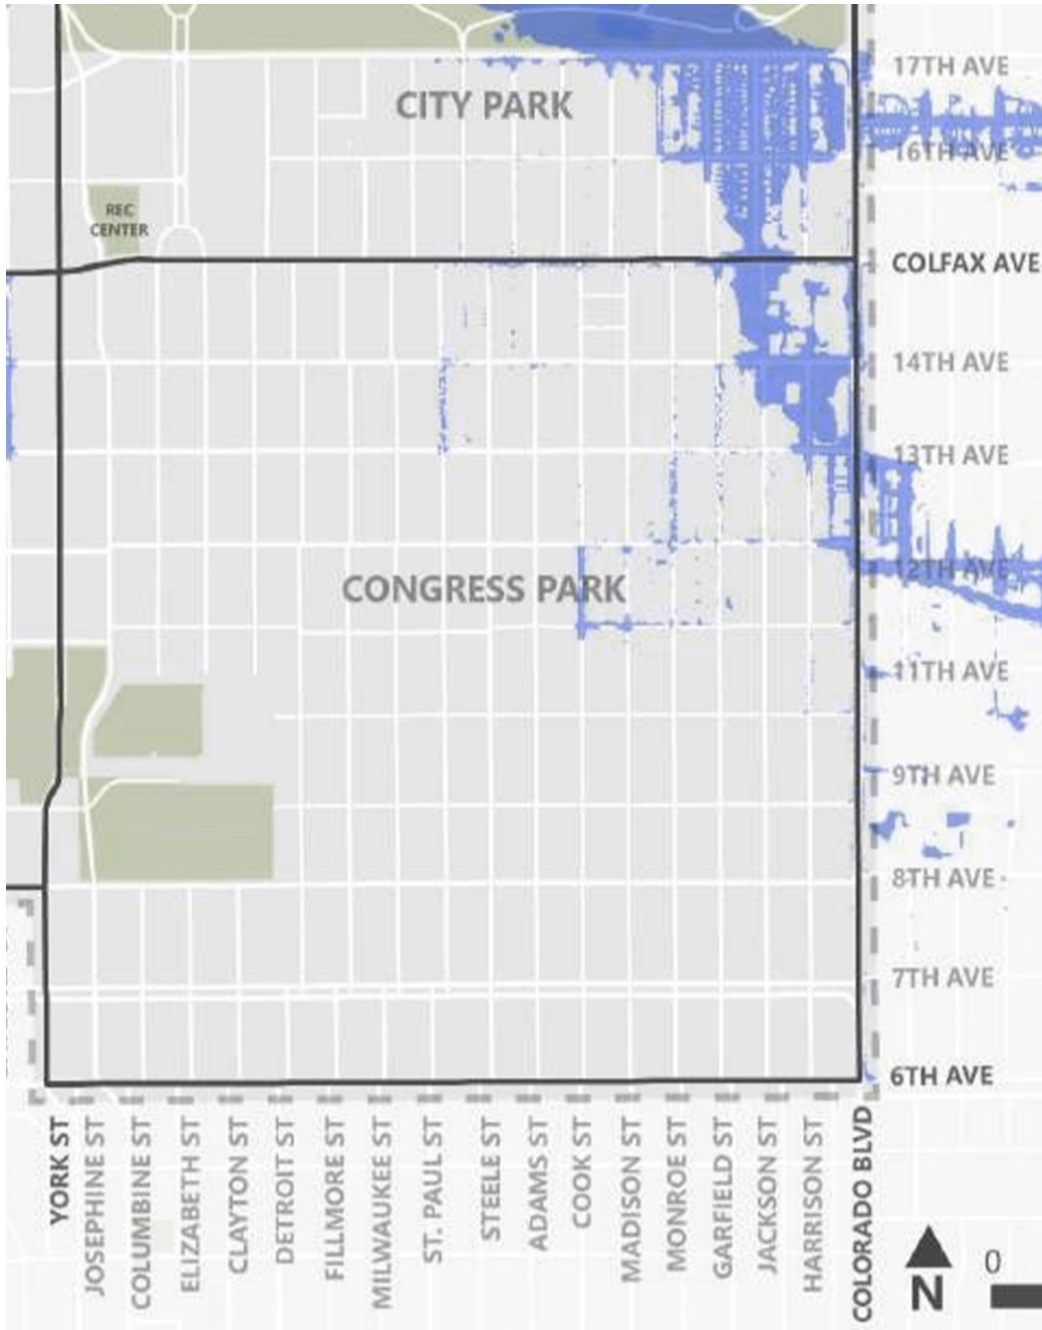 17TH AVE
CITY PARK
16TH AVE
REC
CENTER
COLFAX AVE
14TH AVE
13TH AVE
12TH AVE
CONGRESS PARK
11TH AVE
9TH AVE
8TH AVE
7TH AVE
6TH AVE
YORK ST
JOSEPHINE ST
COLUMBINE ST
ELIZABETH ST
CLAYTON ST
DETROIT ST
FILLMORE ST
MILWAUKEE ST
ST. PAUL ST
STEELE ST
ADAMS ST
COOK ST
MADISON ST
MONROE ST
GARFIELD ST
JACKSON ST
HARRISON ST
COLORADO BLVD
N
0